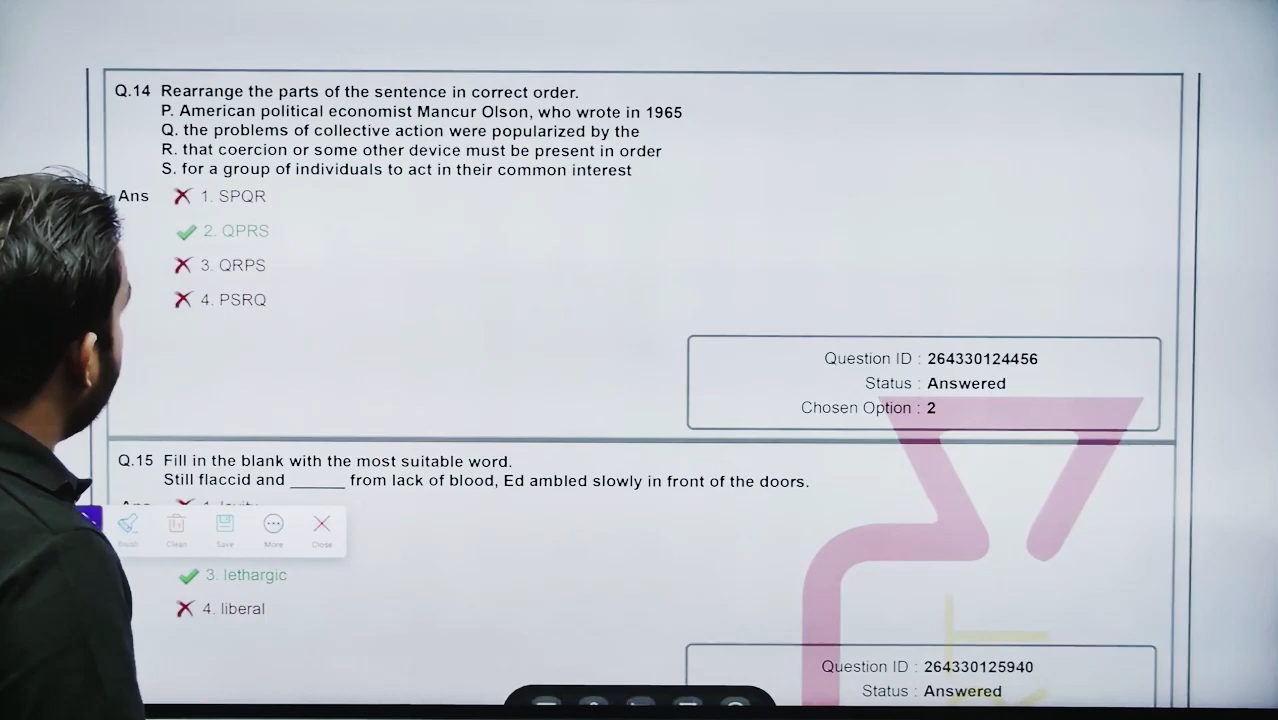 Q.14 Rearrange the parts of the sentence in correct order.
P. American political economist Mancur Olson, who wrote in 1965
Q. the problems of collective action were popularized by the
R. that coercion or some other device must be present in order
S. for a group of individuals to act in their common interest
Ans 1. SPQR
2. QPRS
3. QRPS
4. PSRQ
Question ID : 264330124456
Status : Answered
Chosen Option : 2
Q.15 Fill in the blank with the most suitable word.
Still flaccid and ______ from lack of blood, Ed ambled slowly in front of the doors.
Brush Clean Save More Close
3. lethargic
4. liberal
Question ID : 264330125940
Status : Answered